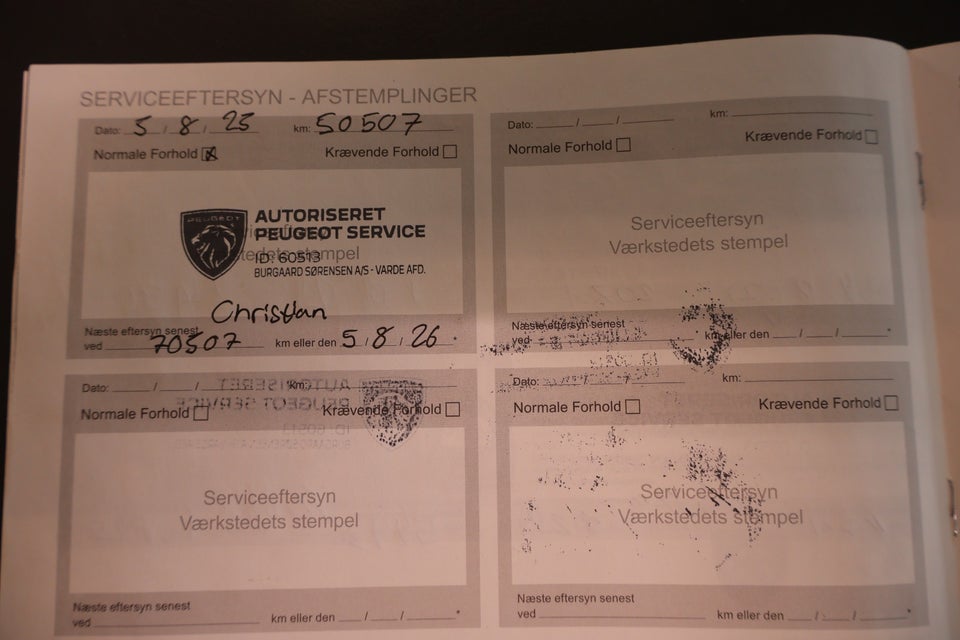 SERVICEEFTERSYN - AFSTEMPLINGER
Dato: 5 / 8 / 25 km: 50507
Normale Forhold Krævende Forhold
PEUGEOT
AUTORISERET
PEUGEOT SERVICE
ID: 60513
BURGAARD SØRENSEN A/S - VARDE AFD.
Christian
Næste eftersyn senest
ved 70507 km eller den 5 / 8 / 26 *
Dato: / / km:
Normale Forhold Krævende Forhold
Serviceeftersyn
Værkstedets stempel
Næste eftersyn senest
ved km eller den / / *
Dato: / / km:
Normale Forhold Krævende Forhold
Serviceeftersyn
Værkstedets stempel
Næste eftersyn senest
ved km eller den / / *
Dato: / / km:
Normale Forhold Krævende Forhold
Serviceeftersyn
Værkstedets stempel
Næste eftersyn senest
ved km eller den / / *